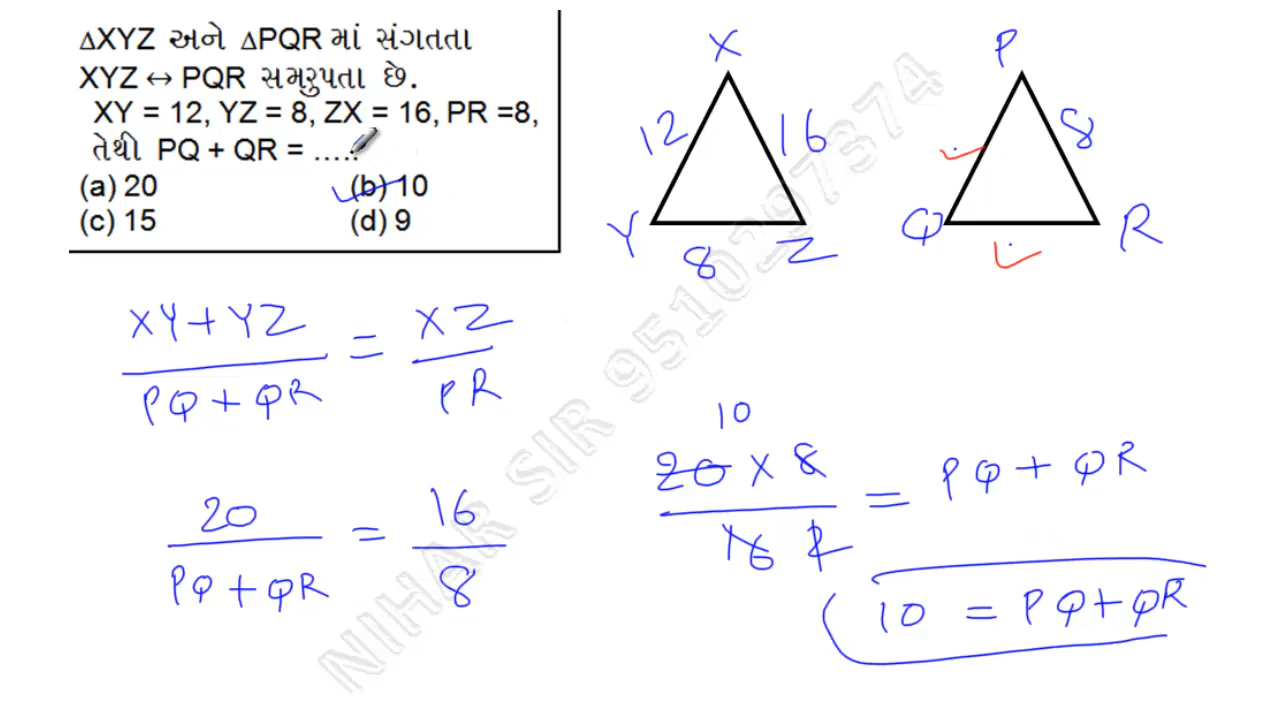 ΔXYZ અને ΔPQR માં સંગતતા
XYZ ↔ PQR સમરુપતા છે.
XY = 12, YZ = 8, ZX = 16, PR =8,
તેથી PQ + QR = .....
(a) 20 (b) 10
(c) 15 (d) 9
X
12 16
Y 8 Z
P
8
Q R
XY+YZ / PQ + QR = XZ / PR
20 / PQ + QR = 16 / 8
10
20 x 8 / 16 2 = PQ + QR
10 = PQ+QR
NIHAR SIR 9510297374